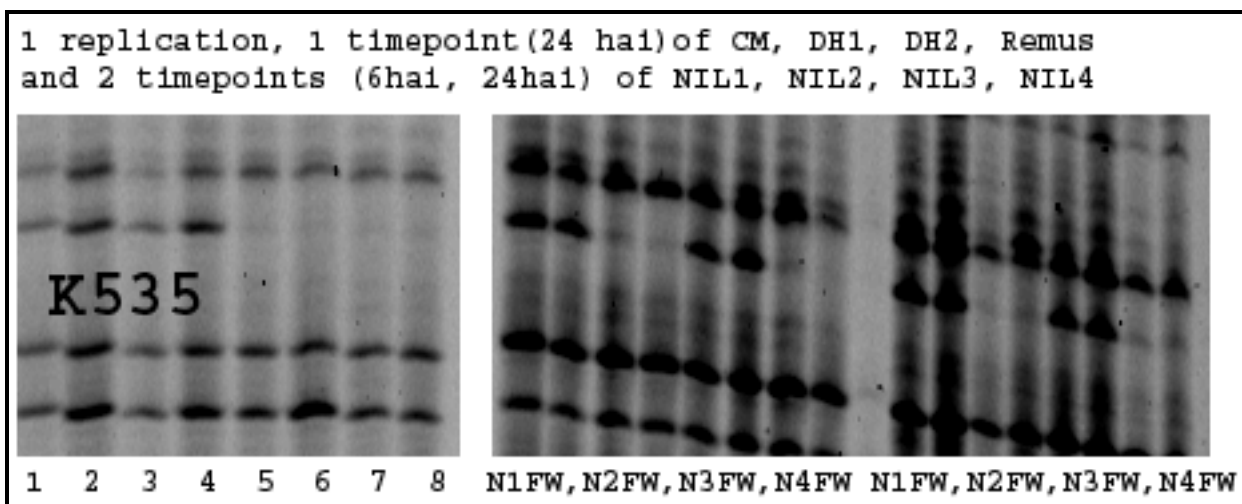 1 replication, 1 timepoint(24 hai)of CM, DH1, DH2, Remus
and 2 timepoints (6hai, 24hai) of NIL1, NIL2, NIL3, NIL4
K535
1 2 3 4 5 6 7 8 N1FW,N2FW,N3FW,N4FW N1FW,N2FW,N3FW,N4FW